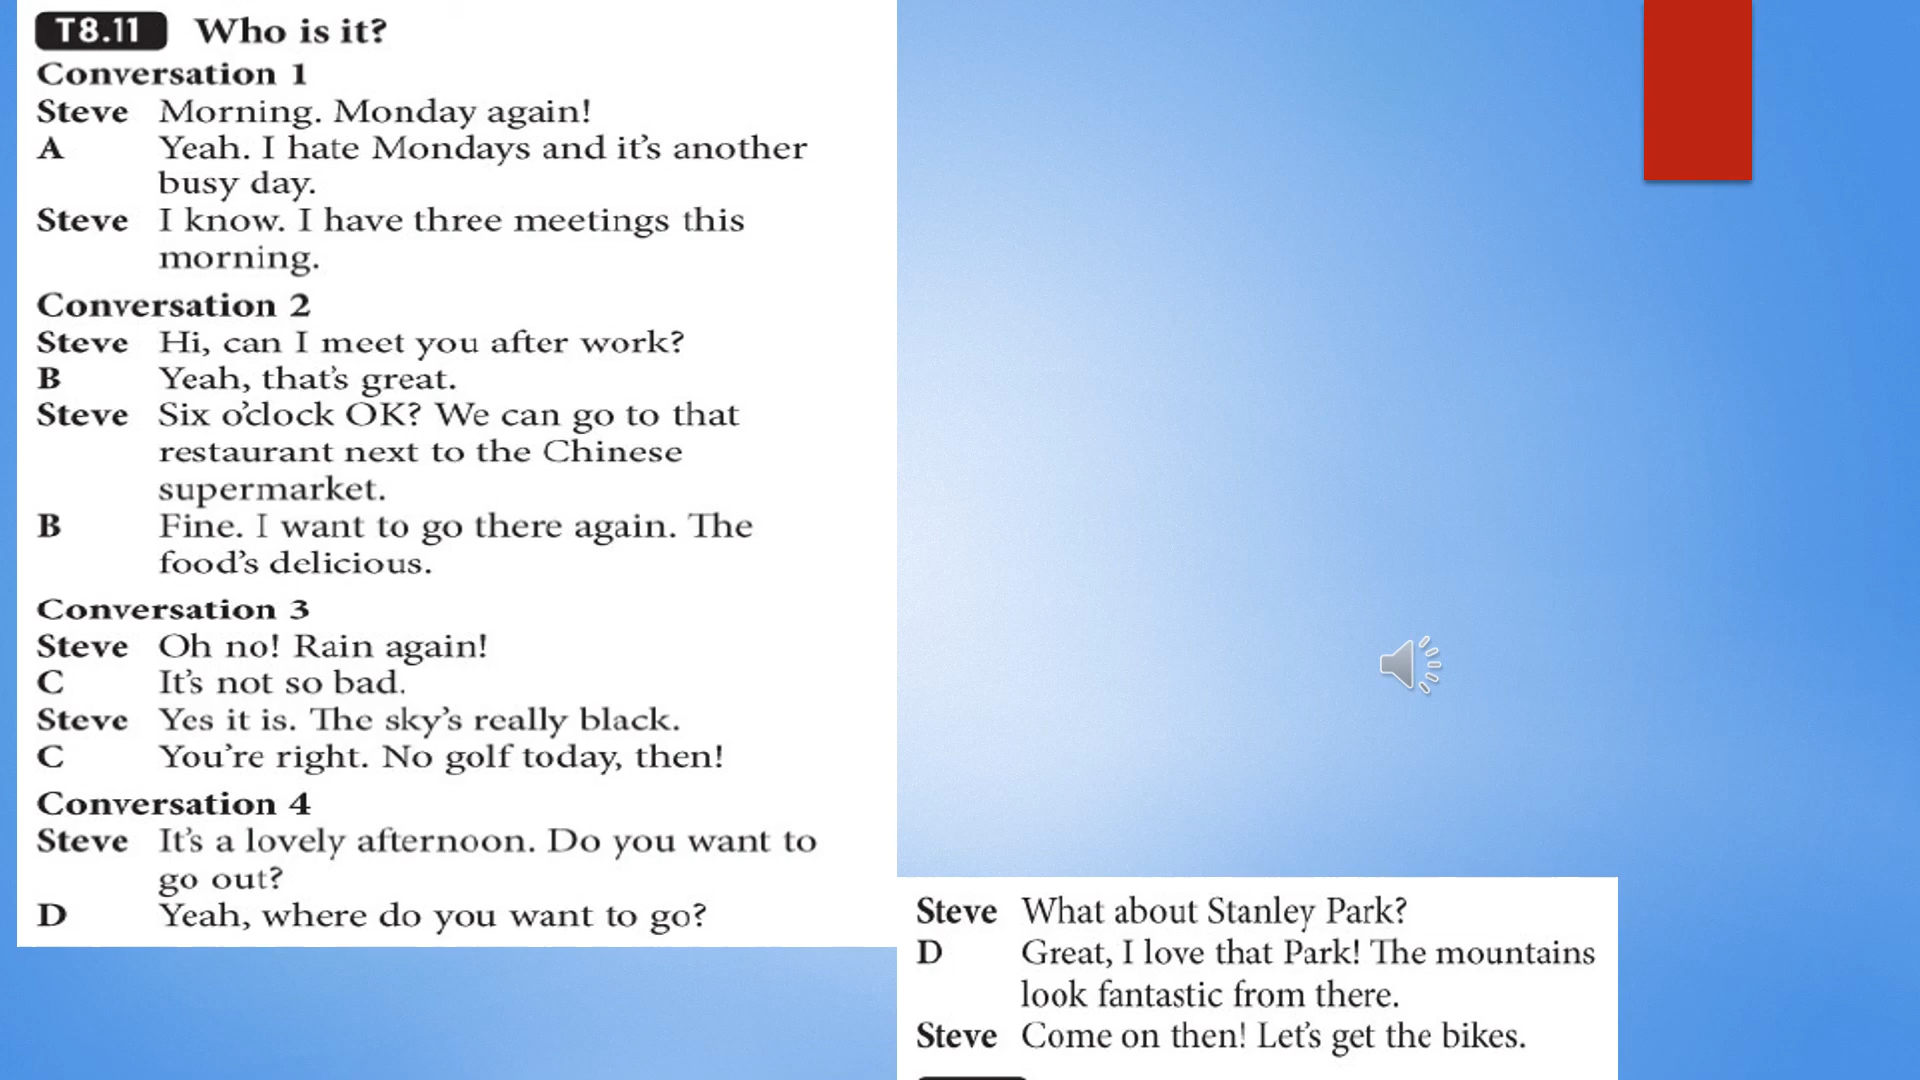 T8.11 Who is it?
Conversation 1
Steve Morning. Monday again!
A Yeah. I hate Mondays and it's another
busy day.
Steve I know. I have three meetings this
morning.
Conversation 2
Steve Hi, can I meet you after work?
B Yeah, that's great.
Steve Six o'clock OK? We can go to that
restaurant next to the Chinese
supermarket.
B Fine. I want to go there again. The
food's delicious.
Conversation 3
Steve Oh no! Rain again!
C It's not so bad.
Steve Yes it is. The sky's really black.
C You're right. No golf today, then!
Conversation 4
Steve It's a lovely afternoon. Do you want to
go out?
D Yeah, where do you want to go?
Steve What about Stanley Park?
D Great, I love that Park! The mountains
look fantastic from there.
Steve Come on then! Let's get the bikes.